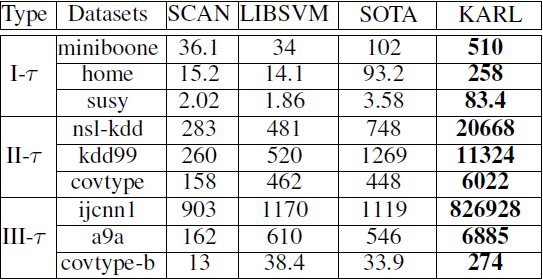 Type Datasets SCAN LIBSVM SOTA KARL
miniboone 36.1 34 102 510
I-τ home 15.2 14.1 93.2 258
susy 2.02 1.86 3.58 83.4
nsl-kdd 283 481 748 20668
II-τ kdd99 260 520 1269 11324
covtype 158 462 448 6022
ijcnn1 903 1170 1119 826928
III-τ a9a 162 610 546 6885
covtype-b 13 38.4 33.9 274